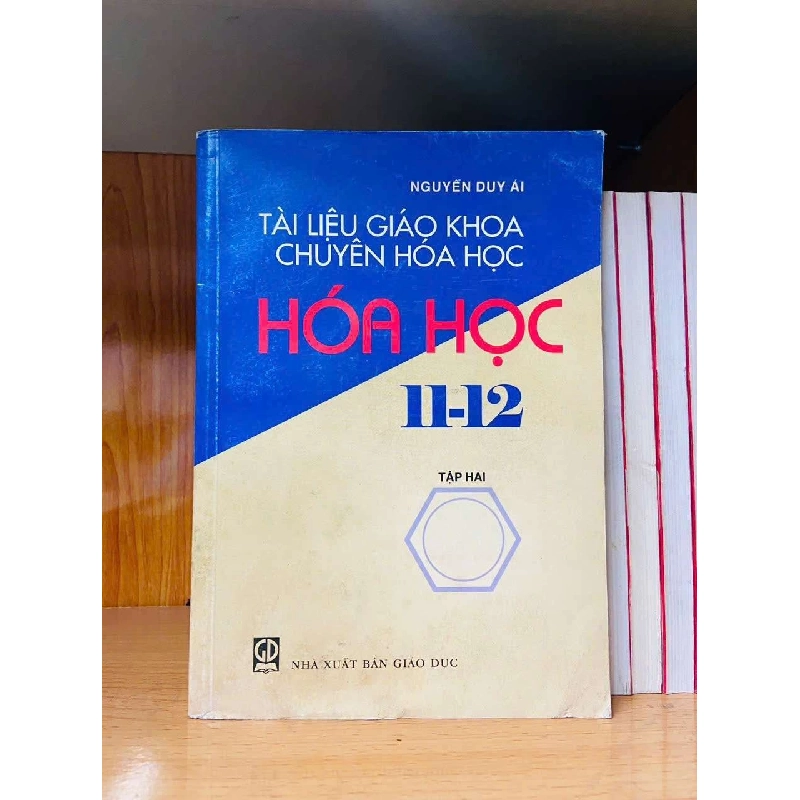 NGUYỄN DUY ÁI
TÀI LIỆU GIÁO KHOA
CHUYÊN HÓA HỌC
HÓA HỌC
11-12
TẬP HAI
GD
NHÀ XUẤT BẢN GIÁO DỤC